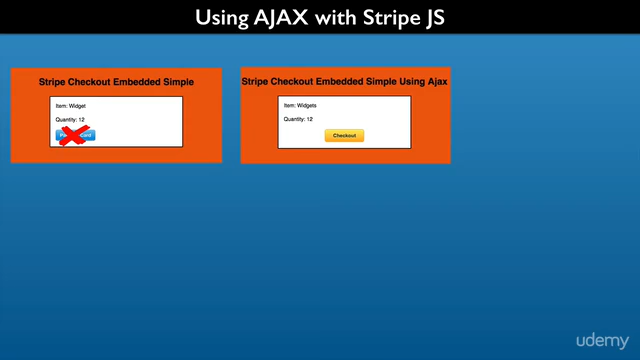 Using AJAX with Stripe JS
Stripe Checkout Embedded Simple
Item: Widget
Quantity: 12
Stripe Checkout Embedded Simple Using Ajax
Item: Widgets
Quantity: 12
Checkout
udemy